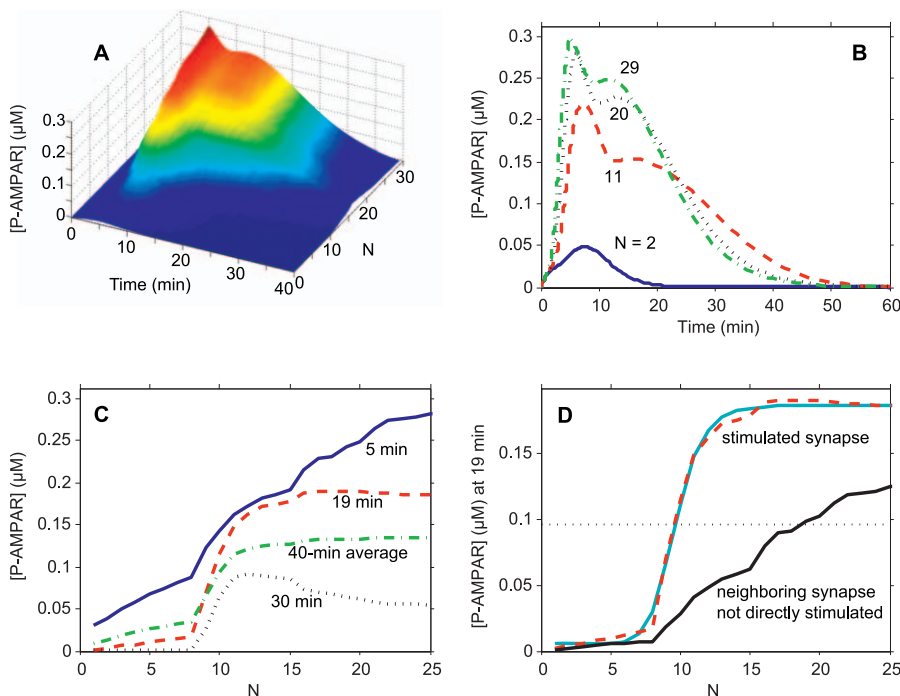 A
[P-AMPAR] (µM)
0.3
0.2
0.1
0
0
10
20
30
40
Time (min)
0
10
20
30
N
B
[P-AMPAR] (µM)
0.3
0.25
0.2
0.15
0.1
0.05
0
29
20
11
N = 2
0 10 20 30 40 50 60
Time (min)
C
[P-AMPAR] (µM)
0.3
0.25
0.2
0.15
0.1
0.05
0
5 min
19 min
40-min average
30 min
0 5 10 15 20 25
N
D
[P-AMPAR] (µM) at 19 min
0.15
0.1
0.05
0
stimulated synapse
neighboring synapse
not directly stimulated
0 5 10 15 20 25
N